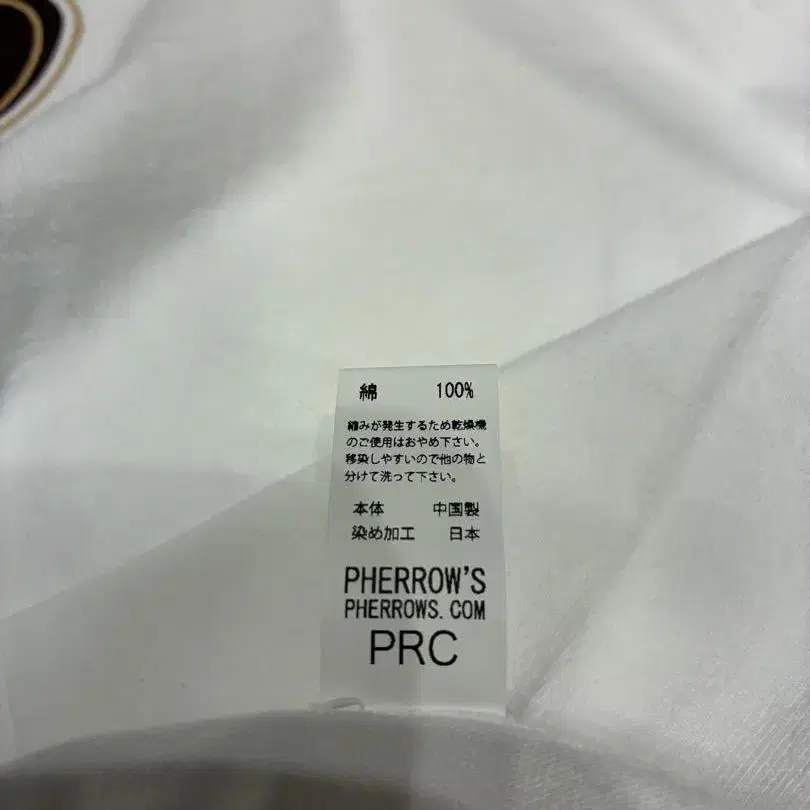 綿 100%
縮みが発生するため乾燥機
のご使用はおやめ下さい。
移染しやすいので他の物と
分けて洗って下さい。
本体 中国製
染め加工 日本
PHERROW'S
PHERROWS.COM
PRC